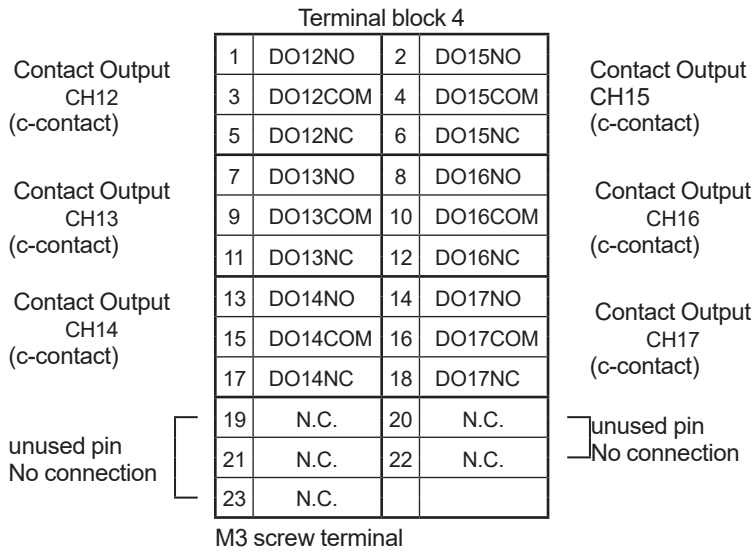 Terminal block 4
Contact Output
CH12
(c-contact)
Contact Output
CH13
(c-contact)
Contact Output
CH14
(c-contact)
unused pin
No connection
1 DO12NO 2 DO15NO
3 DO12COM 4 DO15COM
5 DO12NC 6 DO15NC
7 DO13NO 8 DO16NO
9 DO13COM 10 DO16COM
11 DO13NC 12 DO16NC
13 DO14NO 14 DO17NO
15 DO14COM 16 DO17COM
17 DO14NC 18 DO17NC
19 N.C. 20 N.C.
21 N.C. 22 N.C.
23 N.C.
Contact Output
CH15
(c-contact)
Contact Output
CH16
(c-contact)
Contact Output
CH17
(c-contact)
unused pin
No connection
M3 screw terminal